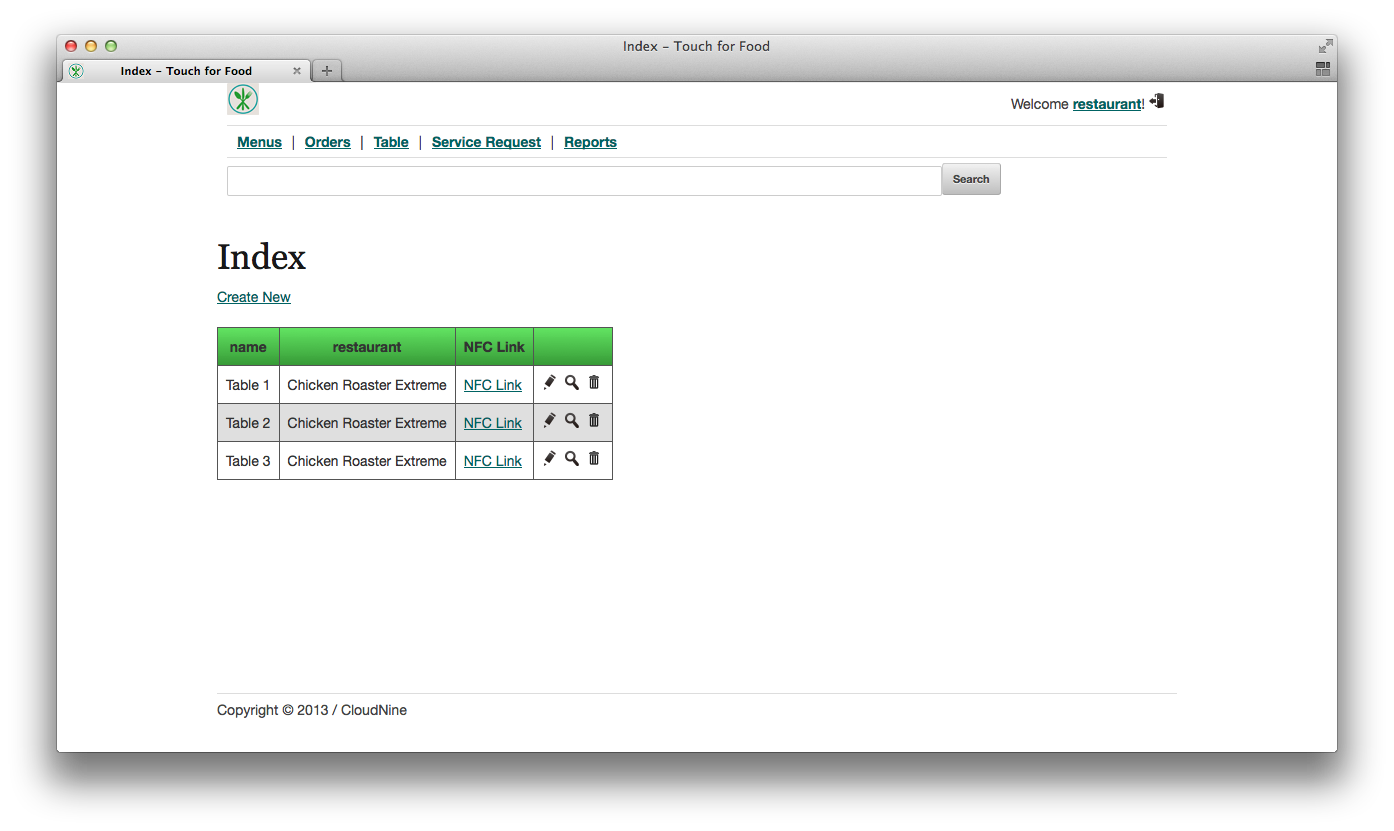 Index – Touch for Food
Index – Touch for Food
Welcome restaurant!
Menus | Orders | Table | Service Request | Reports
Search
Index
Create New
name restaurant NFC Link
Table 1 Chicken Roaster Extreme NFC Link
Table 2 Chicken Roaster Extreme NFC Link
Table 3 Chicken Roaster Extreme NFC Link
Copyright © 2013 / CloudNine